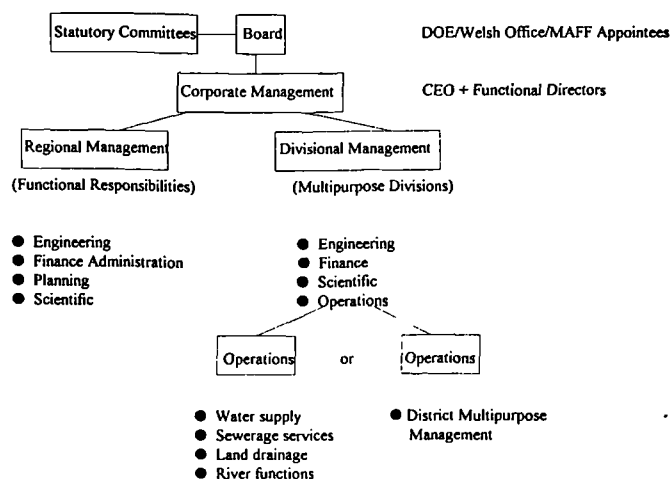 Statutory Committees
Board
DOE/Welsh Office/MAFF Appointees
Corporate Management
CEO + Functional Directors
Regional Management
Divisional Management
(Functional Responsibilities)
(Multipurpose Divisions)
● Engineering
● Finance Administration
● Planning
● Scientific
● Engineering
● Finance
● Scientific
● Operations
Operations
or
Operations
● Water supply
● Sewerage services
● Land drainage
● River functions
● District Multipurpose
Management